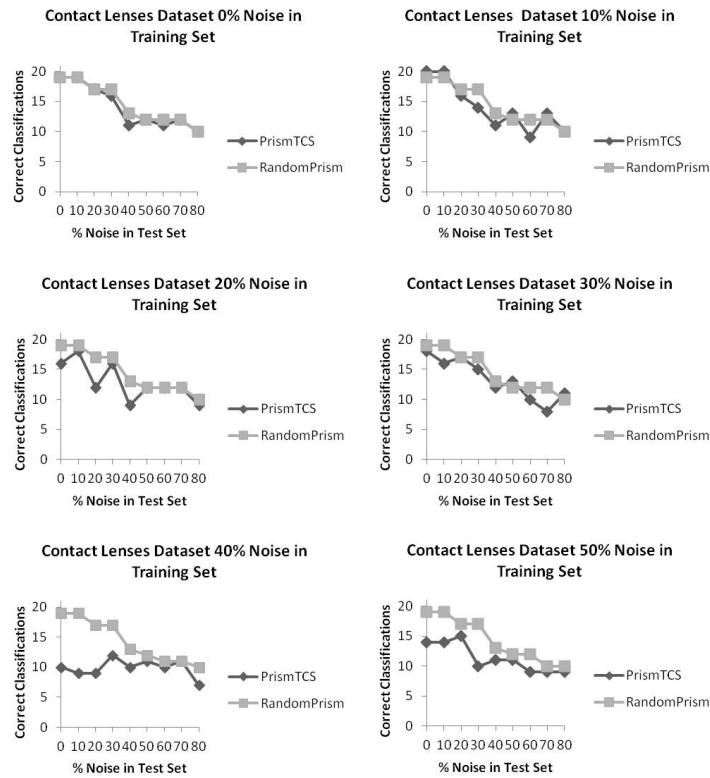 Contact Lenses Dataset 0% Noise in
Training Set
Correct Classifications
20
15
10
5
0
0 10 20 30 40 50 60 70 80
% Noise in Test Set
PrismTCS
RandomPrism
Contact Lenses Dataset 10% Noise in
Training Set
Correct Classifications
20
15
10
5
0
0 10 20 30 40 50 60 70 80
% Noise in Test Set
PrismTCS
RandomPrism
Contact Lenses Dataset 20% Noise in
Training Set
Correct Classifications
20
15
10
5
0
0 10 20 30 40 50 60 70 80
% Noise in Test Set
PrismTCS
RandomPrism
Contact Lenses Dataset 30% Noise in
Training Set
Correct Classifications
20
15
10
5
0
0 10 20 30 40 50 60 70 80
% Noise in Test Set
PrismTCS
RandomPrism
Contact Lenses Dataset 40% Noise in
Training Set
Correct Classifications
20
15
10
5
0
0 10 20 30 40 50 60 70 80
% Noise in Test Set
PrismTCS
RandomPrism
Contact Lenses Dataset 50% Noise in
Training Set
Correct Classifications
20
15
10
5
0
0 10 20 30 40 50 60 70 80
% Noise in Test Set
PrismTCS
RandomPrism